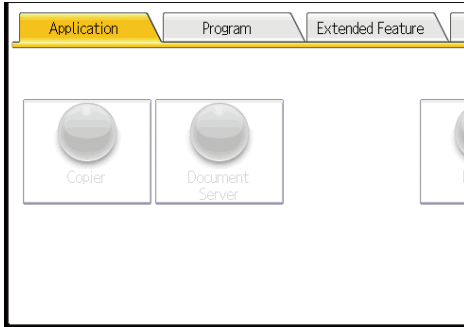 Application
Program
Extended Feature
Copier
Document
Server